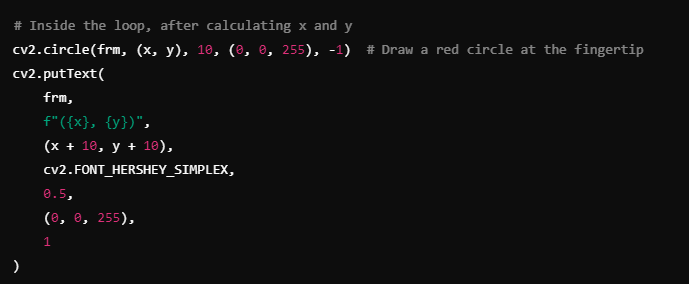 # Inside the loop, after calculating x and y
cv2.circle(frm, (x, y), 10, (0, 0, 255), -1)  # Draw a red circle at the fingertip
cv2.putText(
    frm,
    f"({x}, {y})",
    (x + 10, y + 10),
    cv2.FONT_HERSHEY_SIMPLEX,
    0.5,
    (0, 0, 255),
    1
)